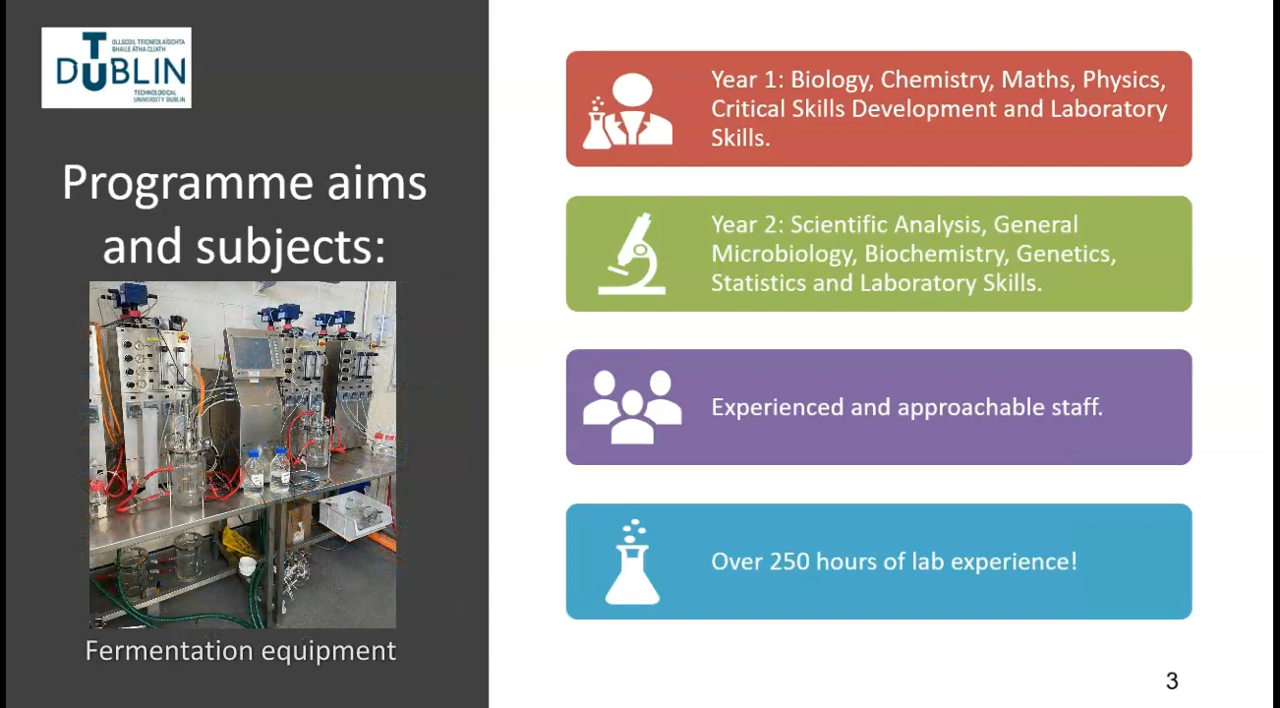 OLLSCOIL TEICNEOLAÍOCHTA
BHAILE ÁTHA CLIATH
TU DUBLIN
TECHNOLOGICAL
UNIVERSITY DUBLIN
Programme aims
and subjects:
Fermentation equipment
Year 1: Biology, Chemistry, Maths, Physics,
Critical Skills Development and Laboratory
Skills.
Year 2: Scientific Analysis, General
Microbiology, Biochemistry, Genetics,
Statistics and Laboratory Skills.
Experienced and approachable staff.
Over 250 hours of lab experience!
3